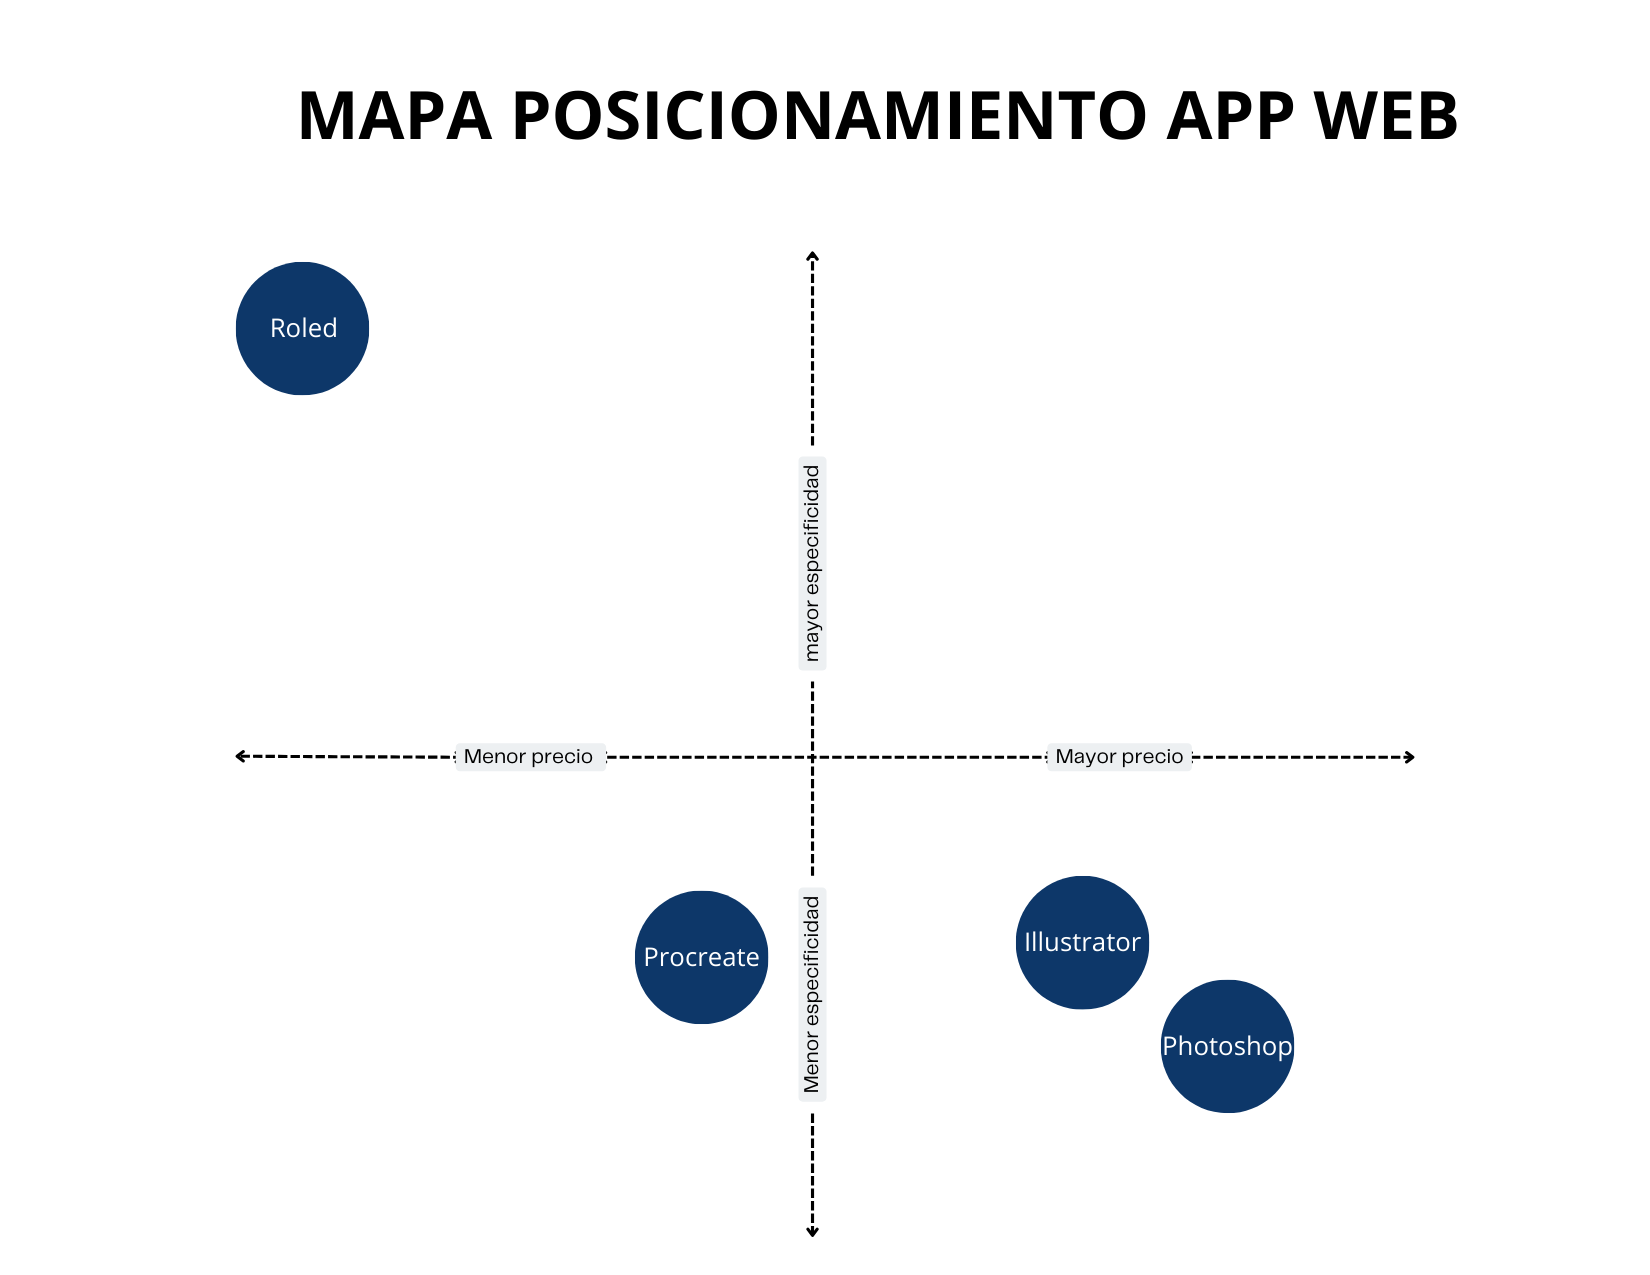 MAPA POSICIONAMIENTO APP WEB
Roled
mayor especificidad
Menor precio
Mayor precio
Procreate
Menor especificidad
Illustrator
Photoshop